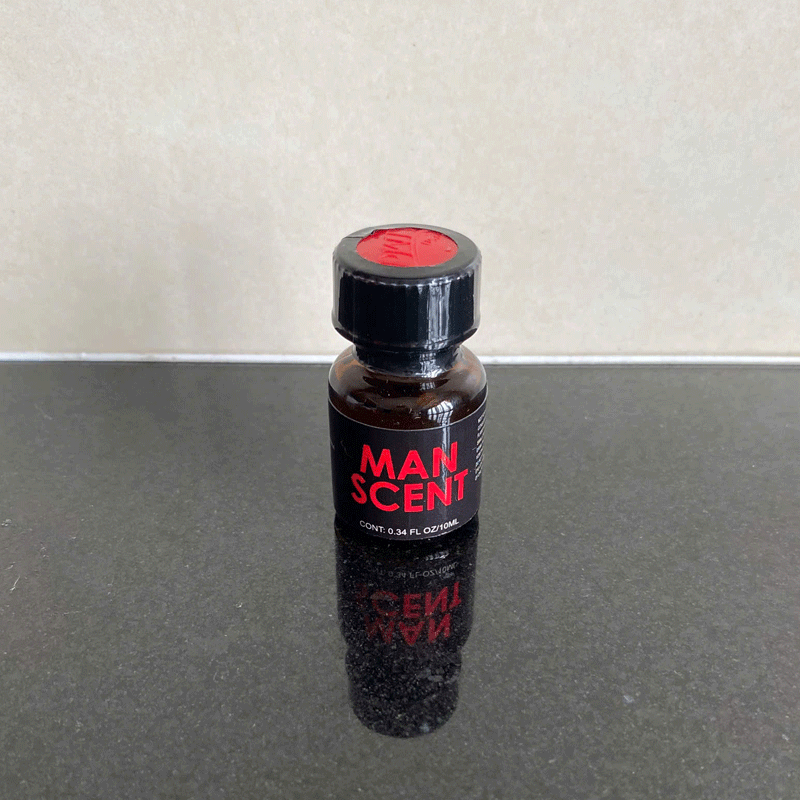 MAN
SCENT
CONT: 0.34 FL OZ/10ML